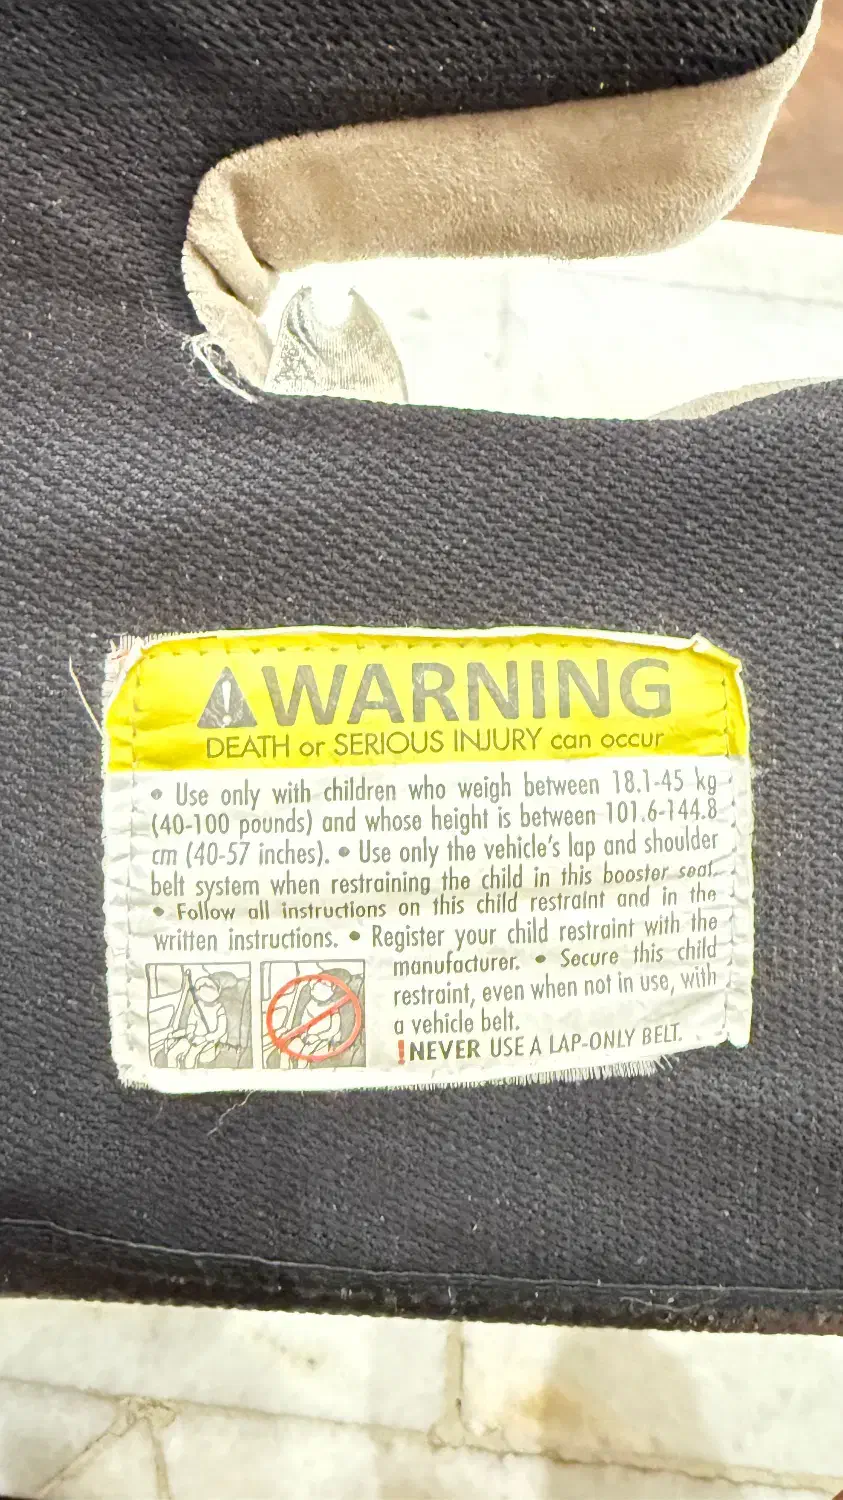 WARNING
DEATH or SERIOUS INJURY can occur
• Use only with children who weigh between 18.1-45 kg
(40-100 pounds) and whose height is between 101.6-144.8
cm (40-57 inches). • Use only the vehicle's lap and shoulder
belt system when restraining the child in this booster seat.
• Follow all instructions on this child restraint and in the
written instructions. • Register your child restraint with the
manufacturer. • Secure this child
restraint, even when not in use, with
a vehicle belt.
!NEVER USE A LAP-ONLY BELT.